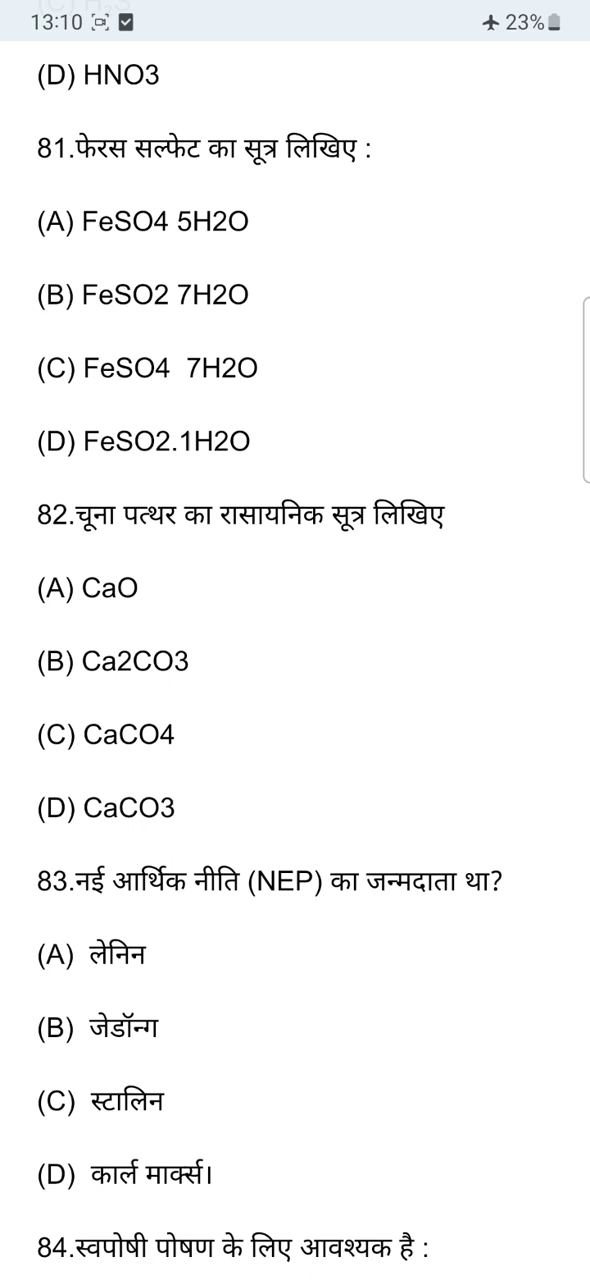 13:10 23%
(D) HNO3
81.फेरस सल्फेट का सूत्र लिखिए :
(A) FeSO4 5H2O
(B) FeSO2 7H2O
(C) FeSO4  7H2O
(D) FeSO2.1H2O
82.चूना पत्थर का रासायनिक सूत्र लिखिए
(A) CaO
(B) Ca2CO3
(C) CaCO4
(D) CaCO3
83.नई आर्थिक नीति (NEP) का जन्मदाता था?
(A)  लेनिन
(B)  जेडॉन्ग
(C)  स्टालिन
(D)  कार्ल मार्क्स।
84.स्वपोषी पोषण के लिए आवश्यक है :